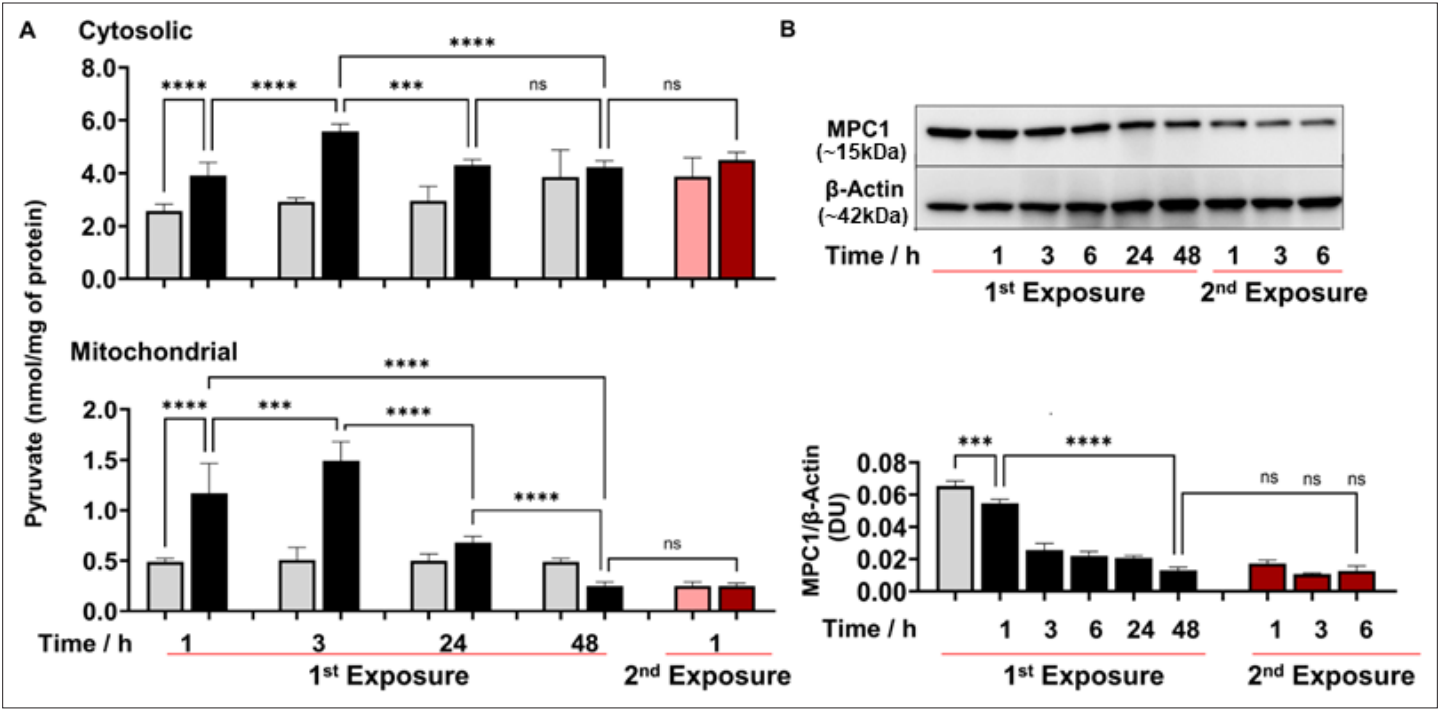 A
Cytosolic
****
**** **** *** ns ns
8.0
6.0
4.0
2.0
0.0
Pyruvate (nmol/mg of protein)
Mitochondrial
****
**** *** ****
****
ns
2.0
1.5
1.0
0.5
0.0
Time / h 1 3 24 48 1
1st Exposure 2nd Exposure
B
MPC1
(~15kDa)
β-Actin
(~42kDa)
Time / h 1 3 6 24 48 1 3 6
1st Exposure 2nd Exposure
*** ****
ns ns ns
MPC1/β-Actin
(DU)
0.08
0.06
0.04
0.02
0.00
Time / h 1 3 6 24 48 1 3 6
1st Exposure 2nd Exposure